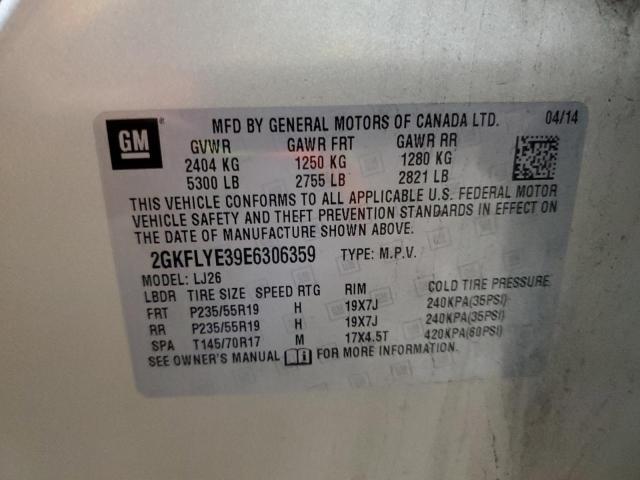 GM ®
MFD BY GENERAL MOTORS OF CANADA LTD. 04/14
GVWR GAWR FRT GAWR RR
2404 KG 1250 KG 1280 KG
5300 LB 2755 LB 2821 LB
THIS VEHICLE CONFORMS TO ALL APPLICABLE U.S. FEDERAL MOTOR
VEHICLE SAFETY AND THEFT PREVENTION STANDARDS IN EFFECT ON
THE DATE OF MANUFACTURE SHOWN ABOVE.
2GKFLYE39E6306359 TYPE: M.P.V.
MODEL: LJ26
LBDR TIRE SIZE SPEED RTG RIM COLD TIRE PRESSURE
FRT P235/55R19 H 19X7J 240KPA(35PSI)
RR P235/55R19 H 19X7J 240KPA(35PSI)
SPA T145/70R17 M 17X4.5T 420KPA(60PSI)
SEE OWNER'S MANUAL FOR MORE INFORMATION.